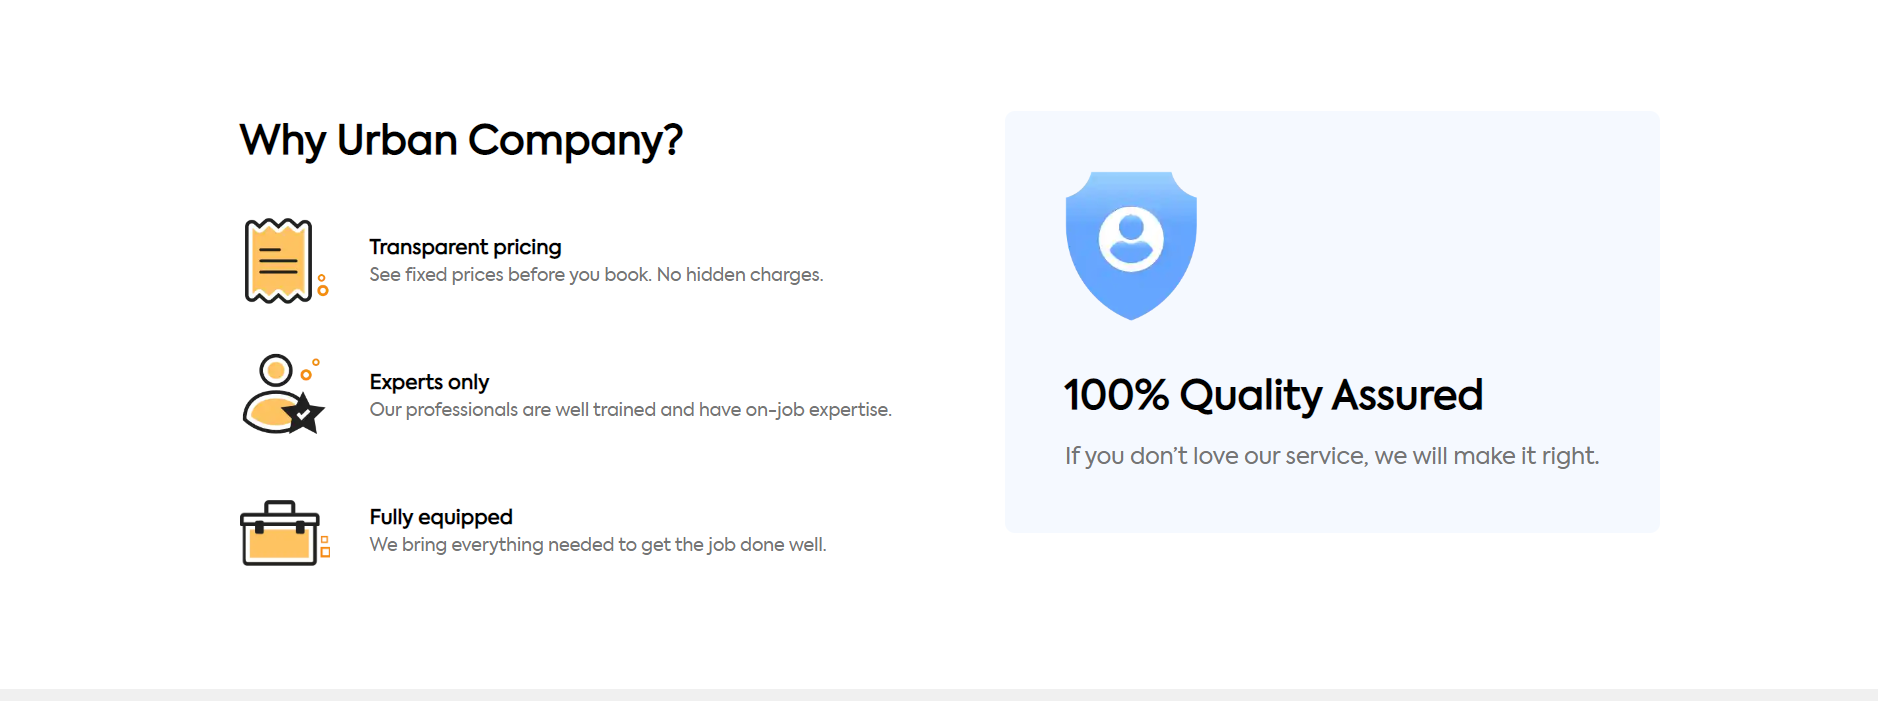 Why Urban Company?
Transparent pricing
See fixed prices before you book. No hidden charges.
Experts only
Our professionals are well trained and have on-job expertise.
Fully equipped
We bring everything needed to get the job done well.
100% Quality Assured
If you don’t love our service, we will make it right.